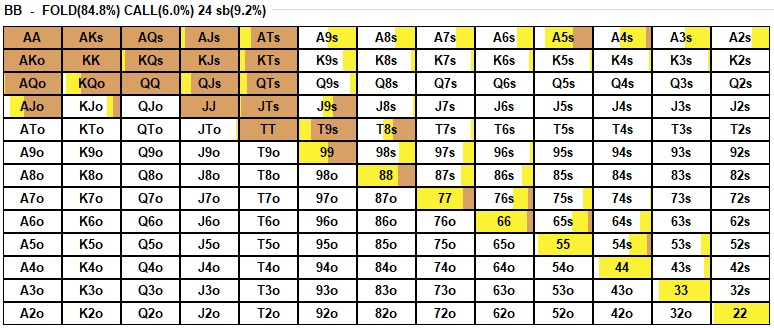 BB - FOLD(84.8%) CALL(6.0%) 24 sb(9.2%)
AA AKs AQs AJs ATs A9s A8s A7s A6s A5s A4s A3s A2s
AKo KK KQs KJs KTs K9s K8s K7s K6s K5s K4s K3s K2s
AQo KQo QQ QJs QTs Q9s Q8s Q7s Q6s Q5s Q4s Q3s Q2s
AJo KJo QJo JJ JTs J9s J8s J7s J6s J5s J4s J3s J2s
ATo KTo QTo JTo TT T9s T8s T7s T6s T5s T4s T3s T2s
A9o K9o Q9o J9o T9o 99 98s 97s 96s 95s 94s 93s 92s
A8o K8o Q8o J8o T8o 98o 88 87s 86s 85s 84s 83s 82s
A7o K7o Q7o J7o T7o 97o 87o 77 76s 75s 74s 73s 72s
A6o K6o Q6o J6o T6o 96o 86o 76o 66 65s 64s 63s 62s
A5o K5o Q5o J5o T5o 95o 85o 75o 65o 55 54s 53s 52s
A4o K4o Q4o J4o T4o 94o 84o 74o 64o 54o 44 43s 42s
A3o K3o Q3o J3o T3o 93o 83o 73o 63o 53o 43o 33 32s
A2o K2o Q2o J2o T2o 92o 82o 72o 62o 52o 42o 32o 22